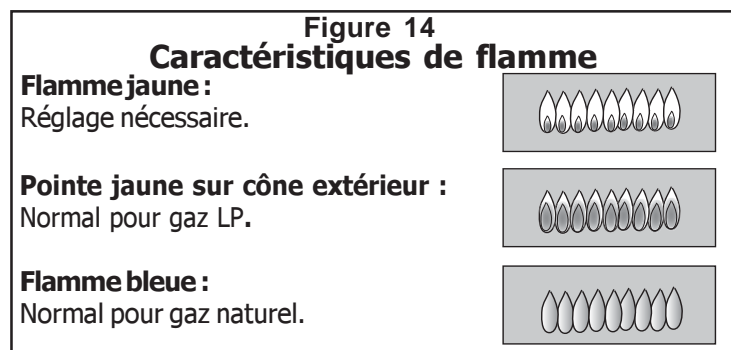 Figure 14
Caractéristiques de flamme
Flamme jaune :
Réglage nécessaire.
Pointe jaune sur cône extérieur :
Normal pour gaz LP.
Flamme bleue :
Normal pour gaz naturel.